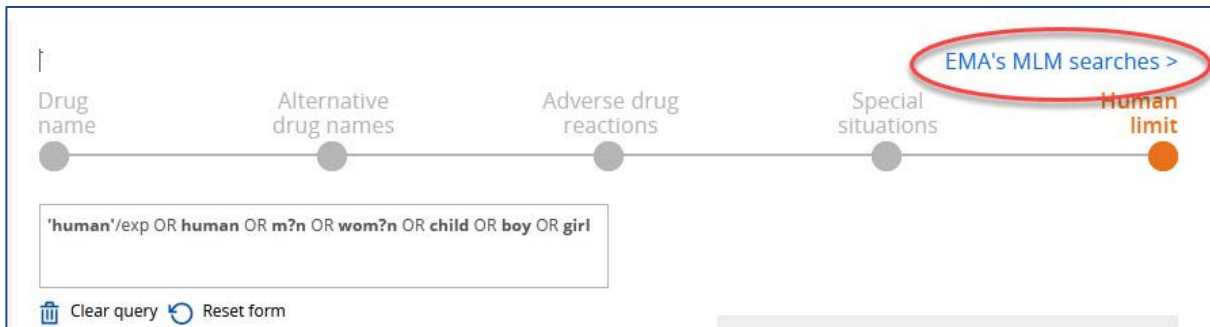 EMA's MLM searches >
Drug name
Alternative drug names
Adverse drug reactions
Special situations
Human limit
'human'/exp OR human OR m?n OR wom?n OR child OR boy OR girl
Clear query Reset form